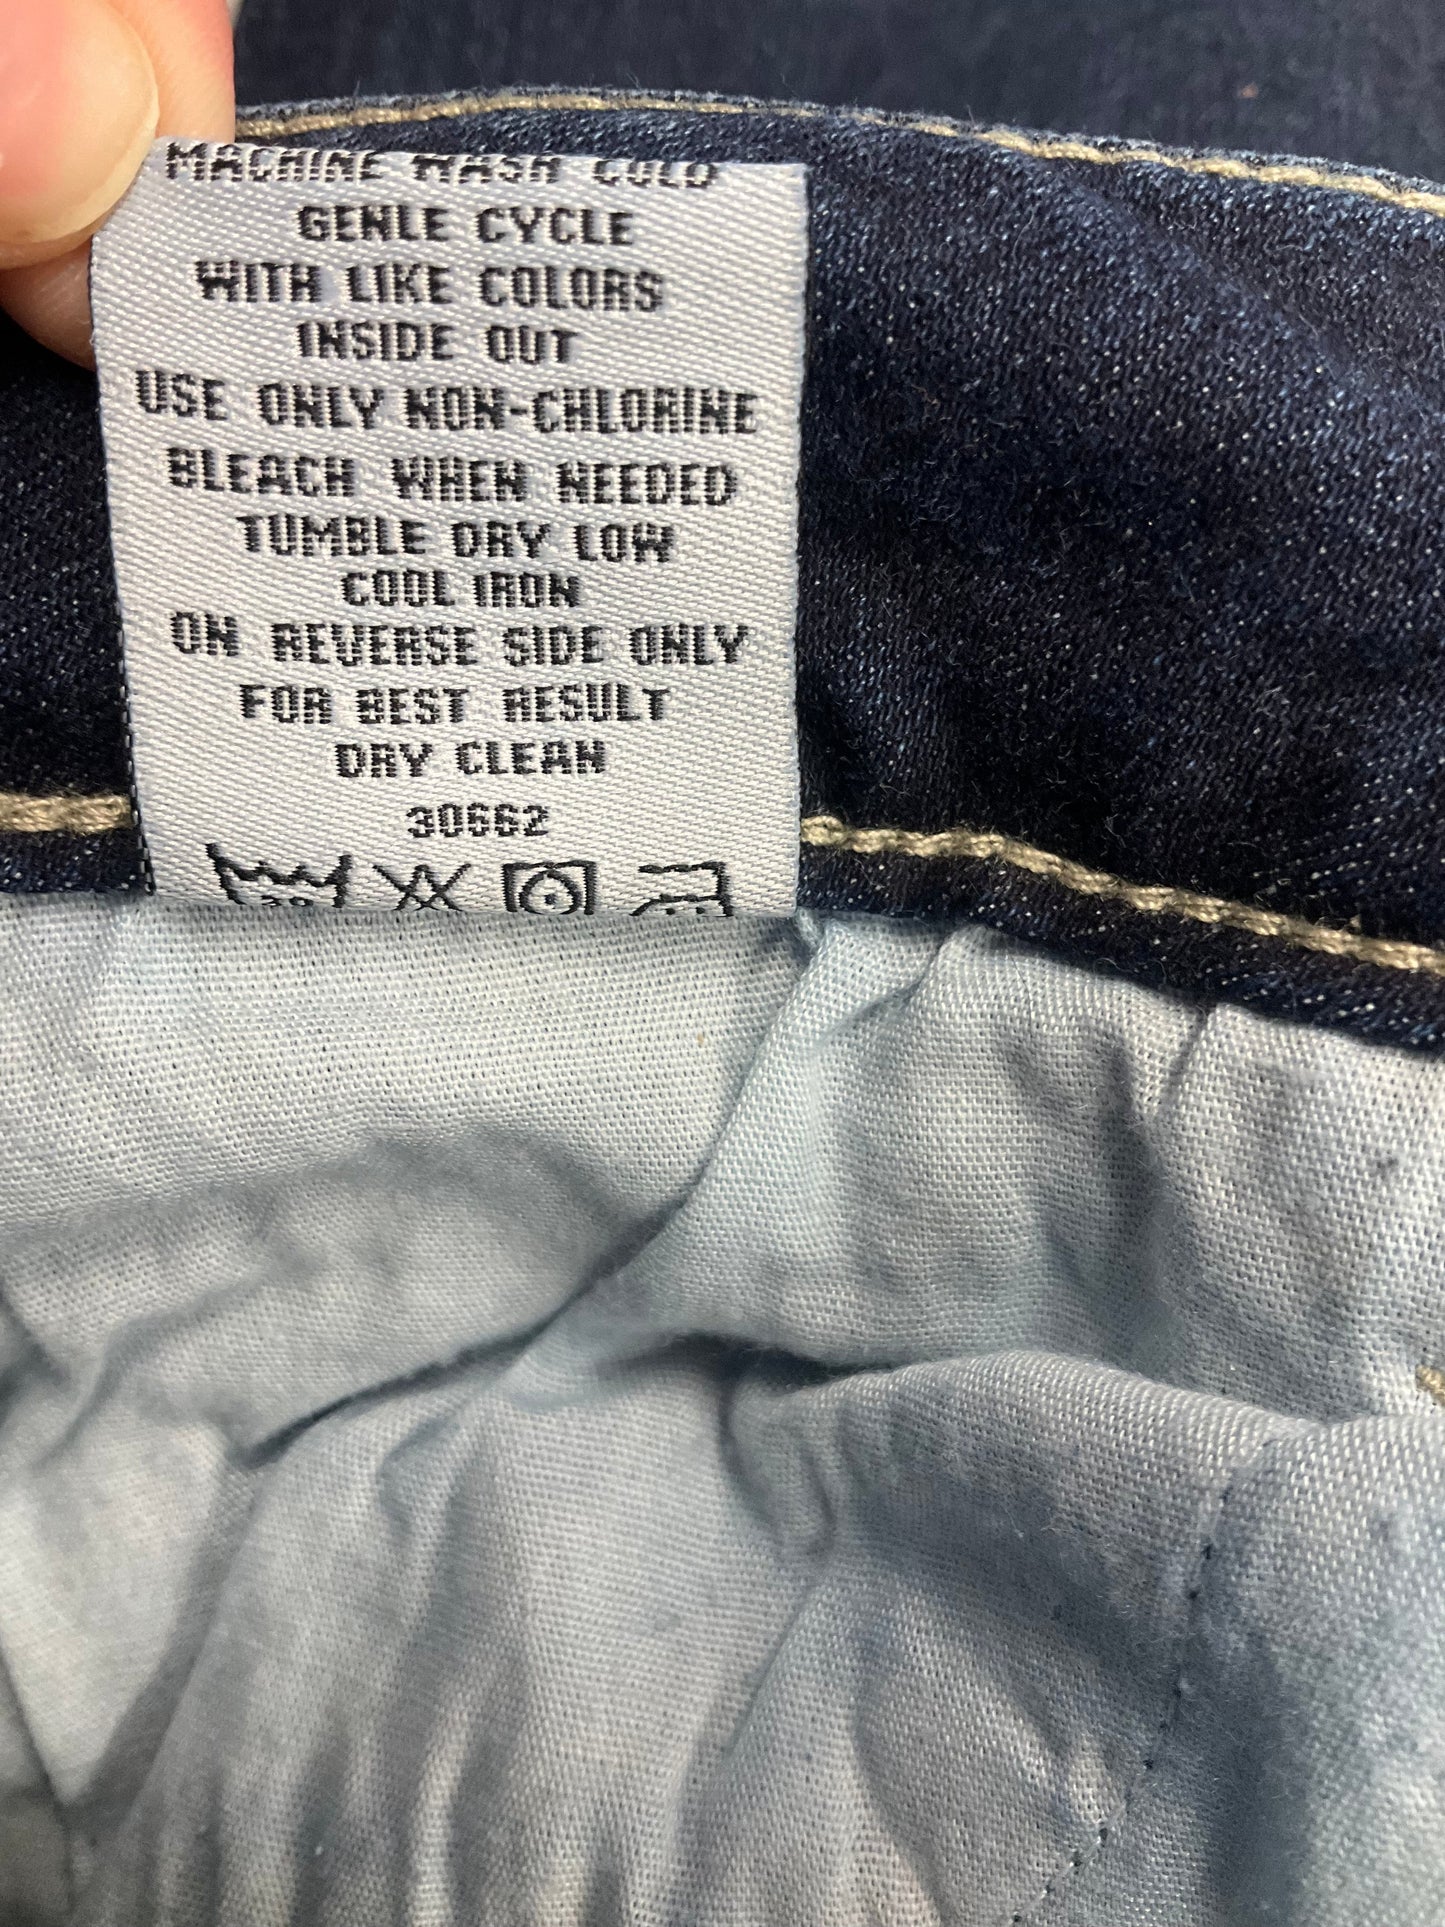 MACHINE WASH COLD
GENLE CYCLE
WITH LIKE COLORS
INSIDE OUT
USE ONLY NON-CHLORINE
BLEACH WHEN NEEDED
TUMBLE DRY LOW
COOL IRON
ON REVERSE SIDE ONLY
FOR BEST RESULT
DRY CLEAN
30662
30